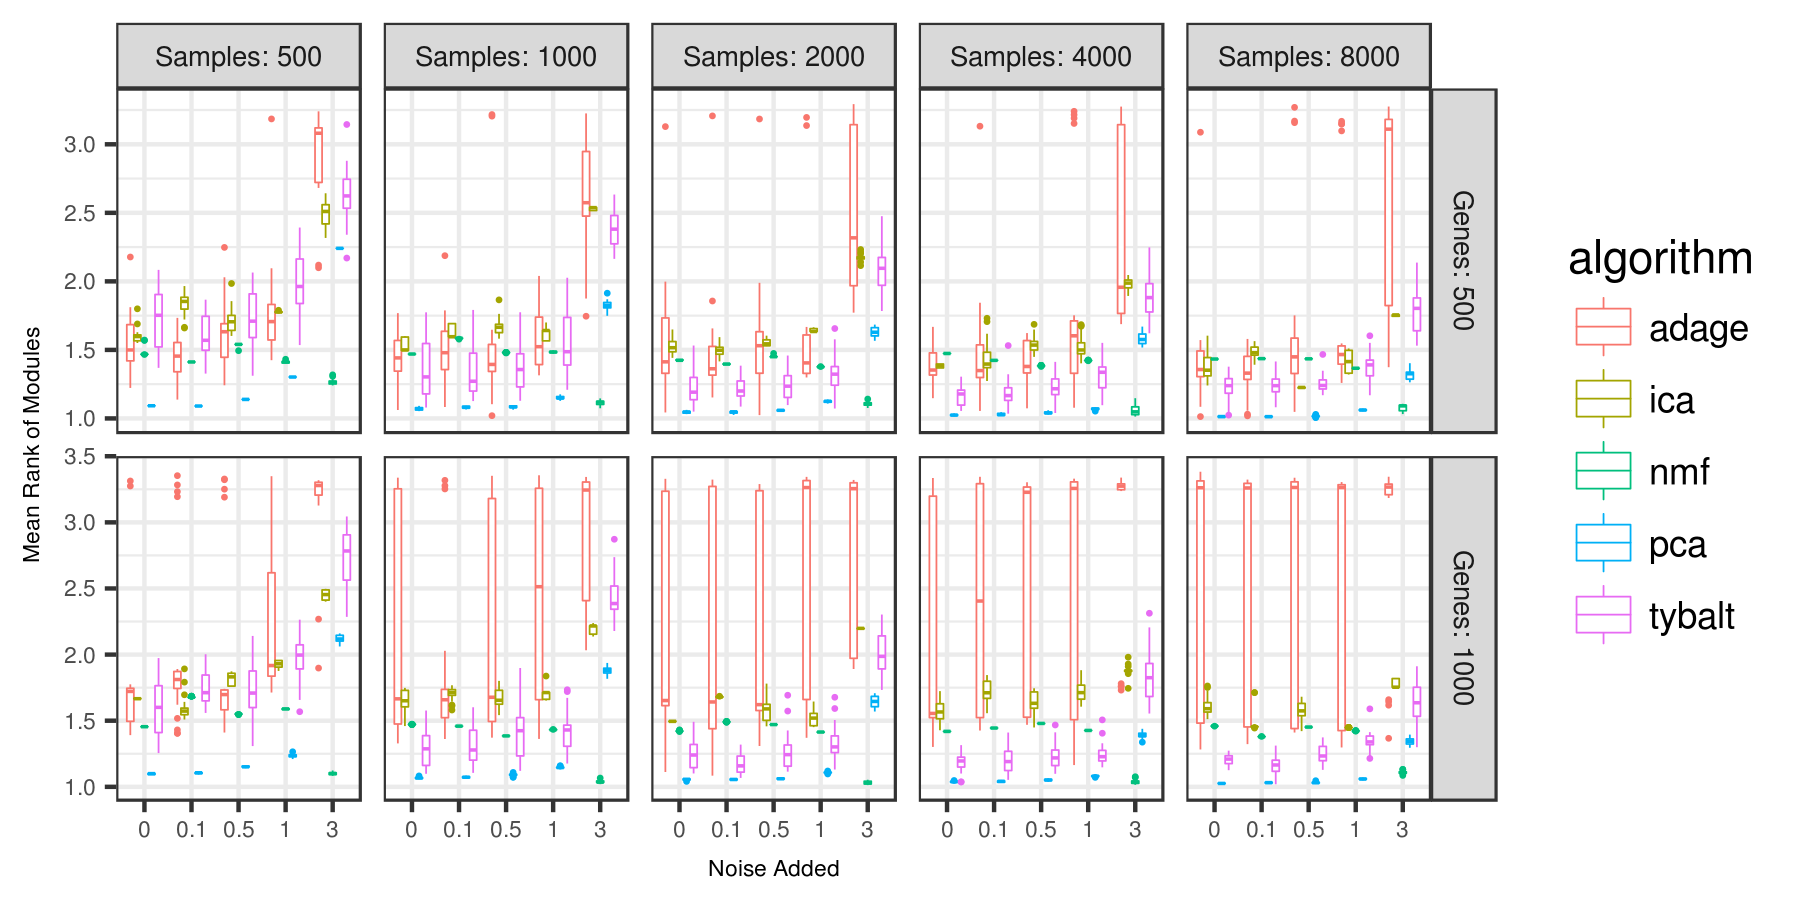 Samples: 500 Samples: 1000 Samples: 2000 Samples: 4000 Samples: 8000
3.0
2.5
2.0
1.5
1.0
Genes: 500
3.5
3.0
2.5
2.0
1.5
1.0
Genes: 1000
Mean Rank of Modules
0 0.1 0.5 1 3 0 0.1 0.5 1 3 0 0.1 0.5 1 3 0 0.1 0.5 1 3 0 0.1 0.5 1 3
Noise Added
algorithm
adage
ica
nmf
pca
tybalt